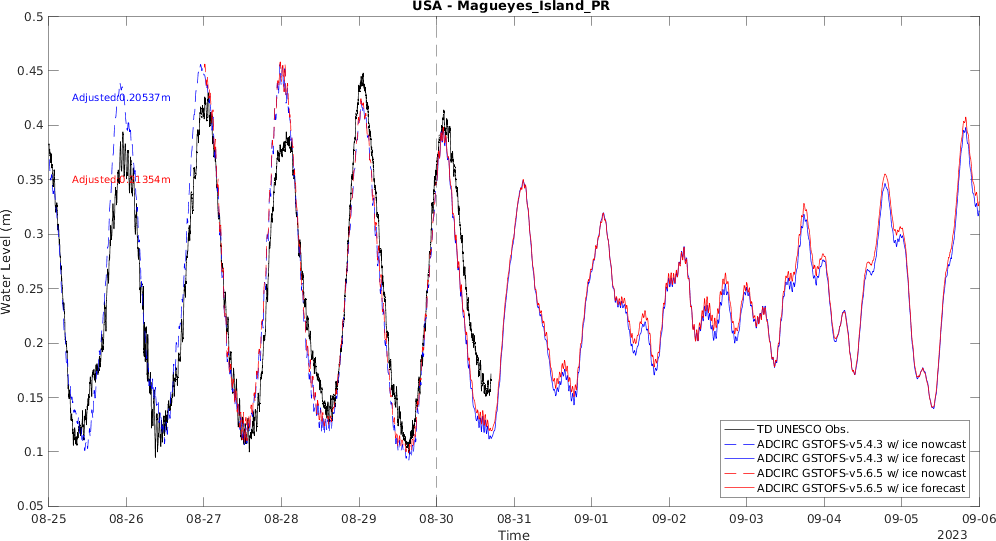 USA - Magueyes_Island_PR
0.5
0.45
0.4
0.35
0.3
0.25
0.2
0.15
0.1
0.05
Water Level (m)
Adjusted:0.20537m
08-25
08-26
08-27
08-28
08-29
08-30
08-31
09-01
09-02
09-03
09-04
09-05
09-06
Time
2023
TD UNESCO Obs.
ADCIRC GSTOFS-v5.4.3 w/ ice nowcast
ADCIRC GSTOFS-v5.4.3 w/ ice forecast
ADCIRC GSTOFS-v5.6.5 w/ ice nowcast
ADCIRC GSTOFS-v5.6.5 w/ ice forecast